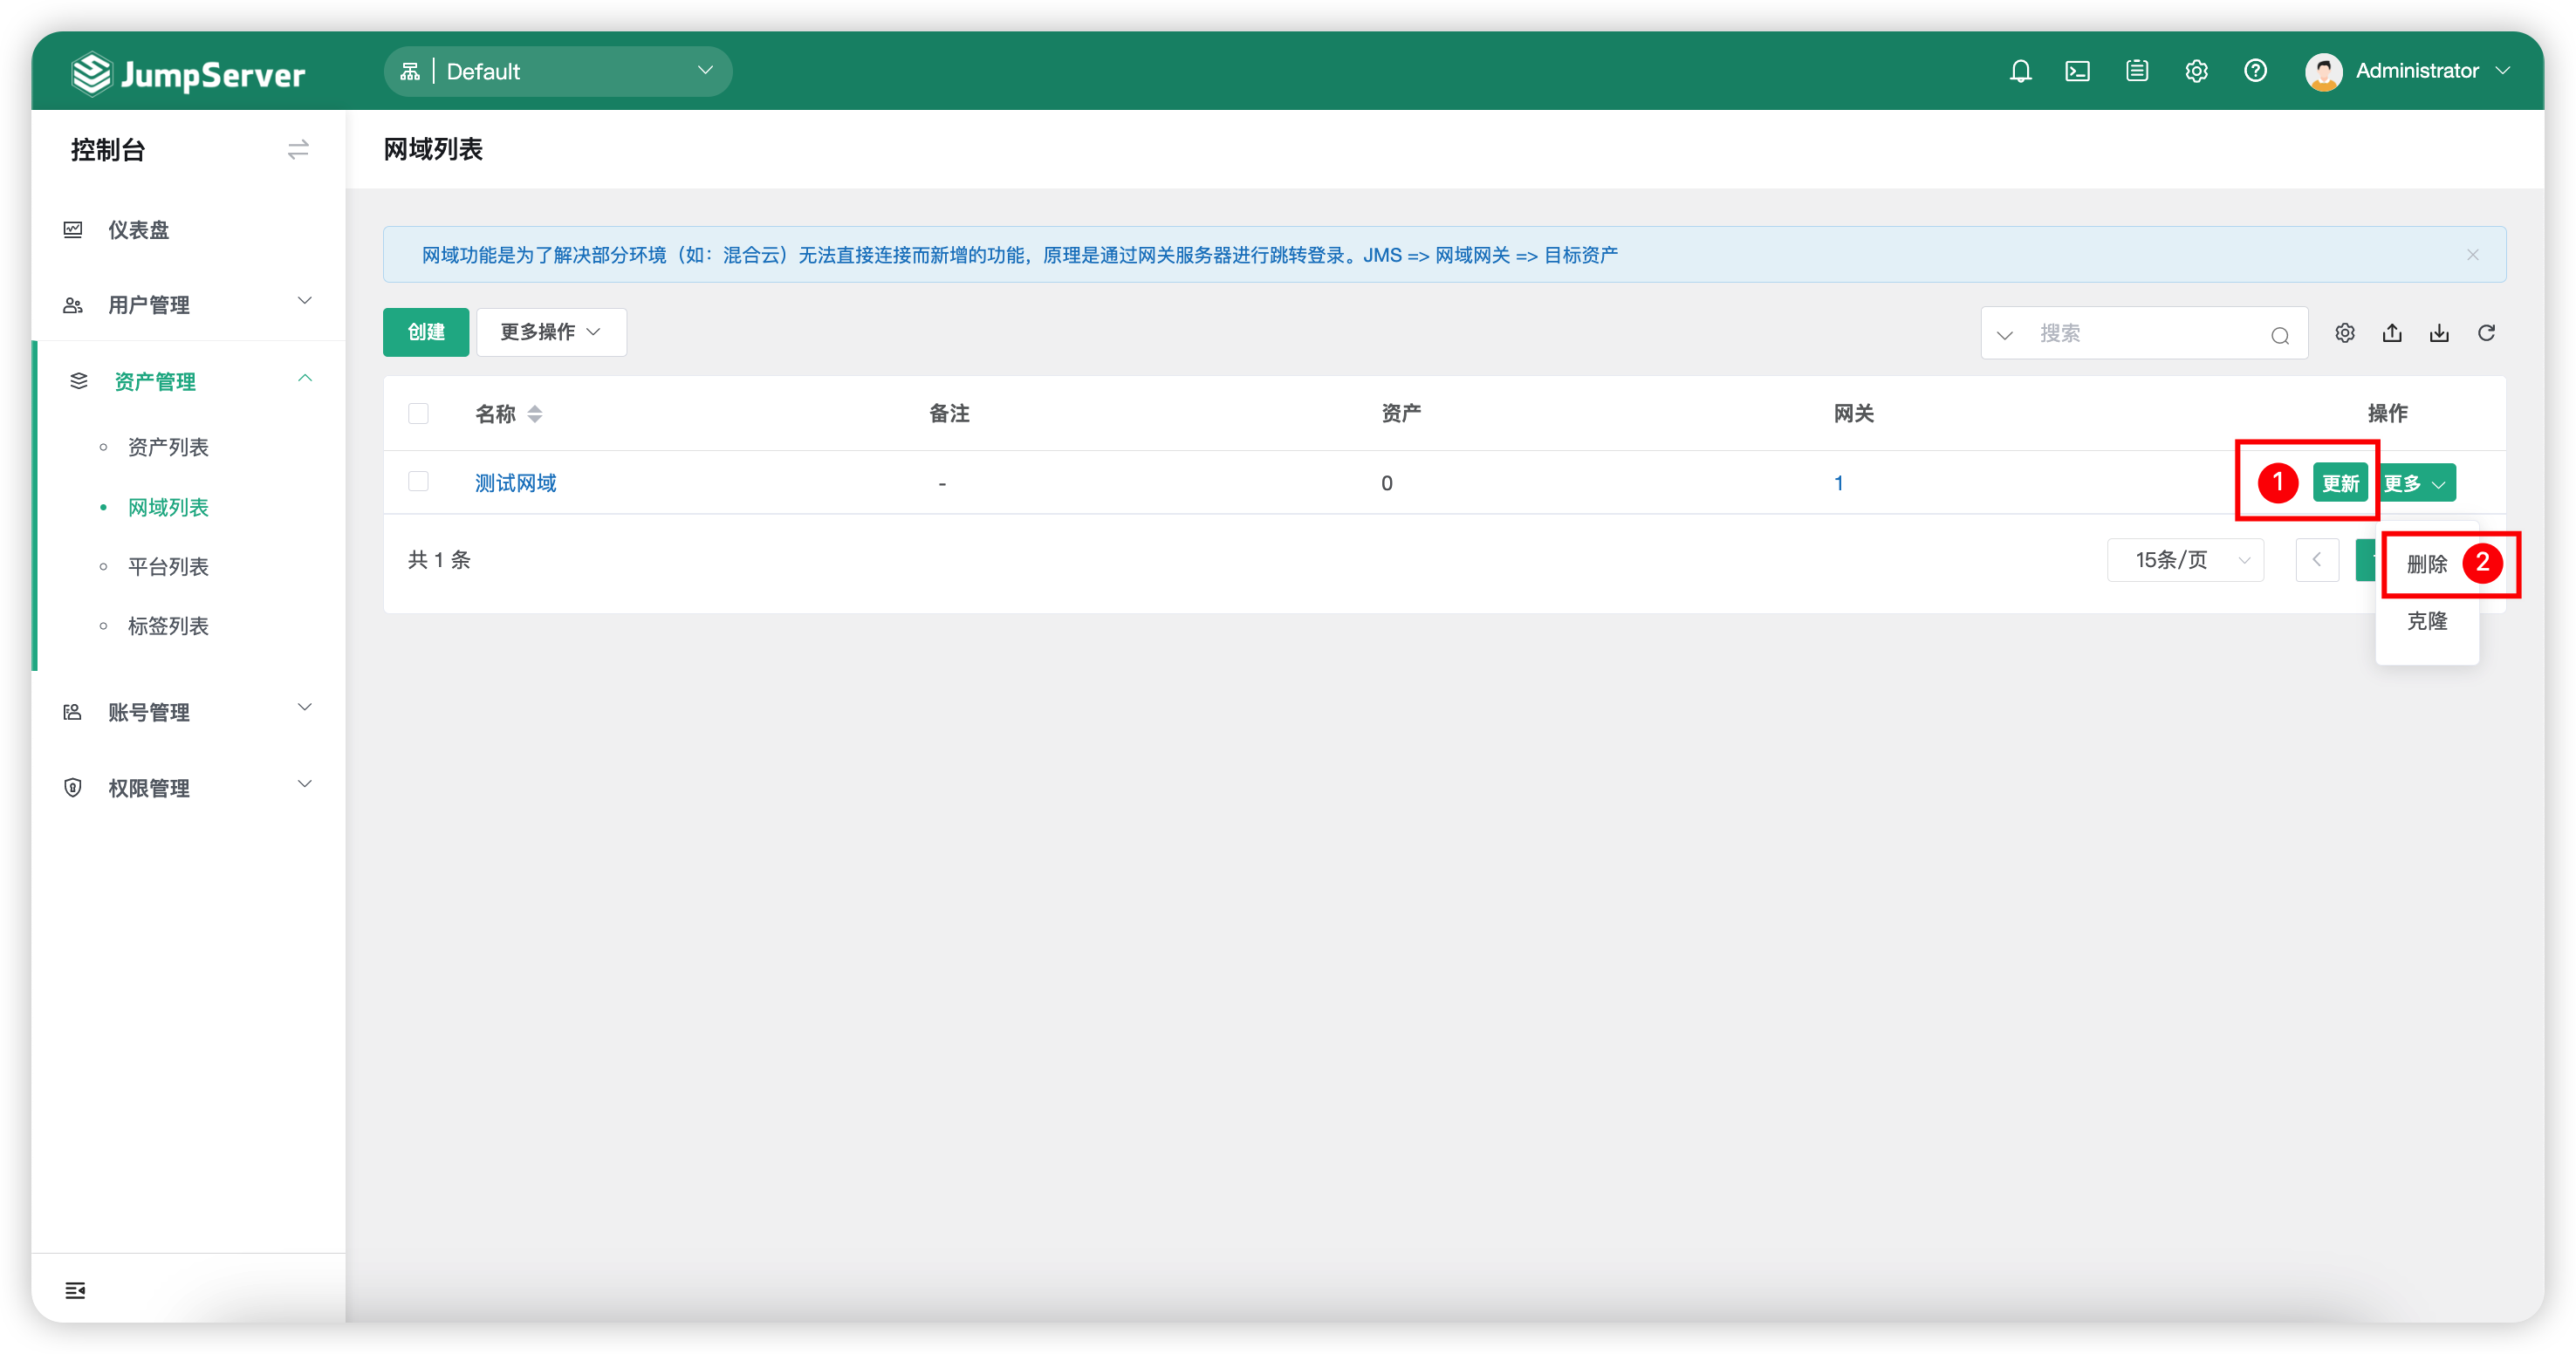 JumpServer
Default
Administrator
控制台
网域列表
仪表盘
用户管理
资产管理
资产列表
网域列表
平台列表
标签列表
账号管理
权限管理
网域功能是为了解决部分环境（如：混合云）无法直接连接而新增的功能，原理是通过网关服务器进行跳转登录。JMS => 网域网关 => 目标资产
创建
更多操作
搜索
名称 备注 资产 网关 操作
测试网域 - 0 1 1 更新 更多
共 1 条
15条/页
删除 2
克隆